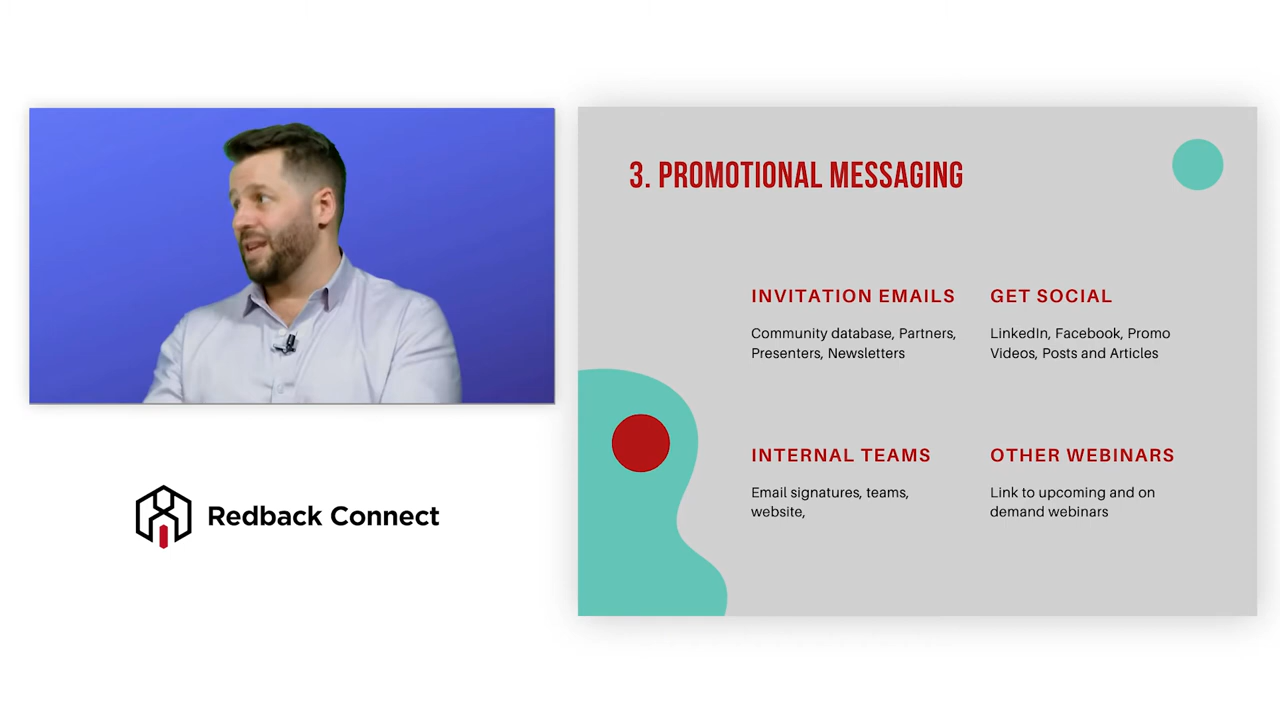 3. PROMOTIONAL MESSAGING
INVITATION EMAILS
Community database, Partners,
Presenters, Newsletters
GET SOCIAL
LinkedIn, Facebook, Promo
Videos, Posts and Articles
INTERNAL TEAMS
Email signatures, teams,
website,
OTHER WEBINARS
Link to upcoming and on
demand webinars
Redback Connect